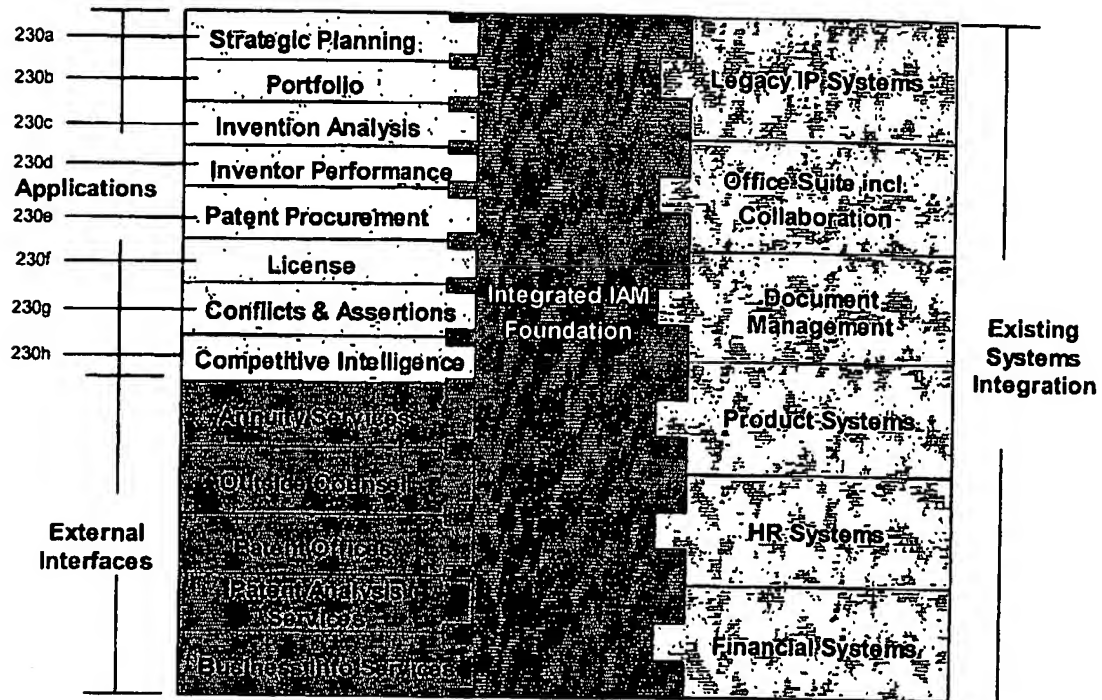 230a
Strategic Planning
230b
Portfolio
230c
Invention Analysis
230d
Inventor Performance
Applications
230e
Patent Procurement
230f
License
230g
Conflicts & Assertions
230h
Competitive Intelligence
Annuity Services
Outside Counsel
Patent Offices
External
Interfaces
Patent Analysis
Services
Business Info Services
Integrated IAM
Foundation
Legacy IP Systems
Office Suite incl.
Collaboration
Document
Management
Product Systems
HR Systems
Financial Systems
Existing
Systems
Integration